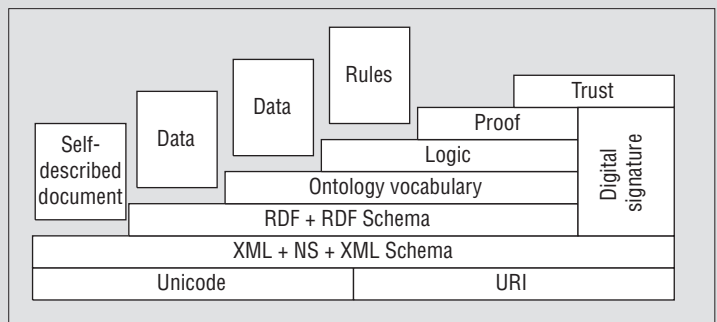 Rules
Trust
Data
Data
Proof
Self-
described
document
Logic
Digital
signature
Ontology vocabulary
RDF + RDF Schema
XML + NS + XML Schema
Unicode
URI